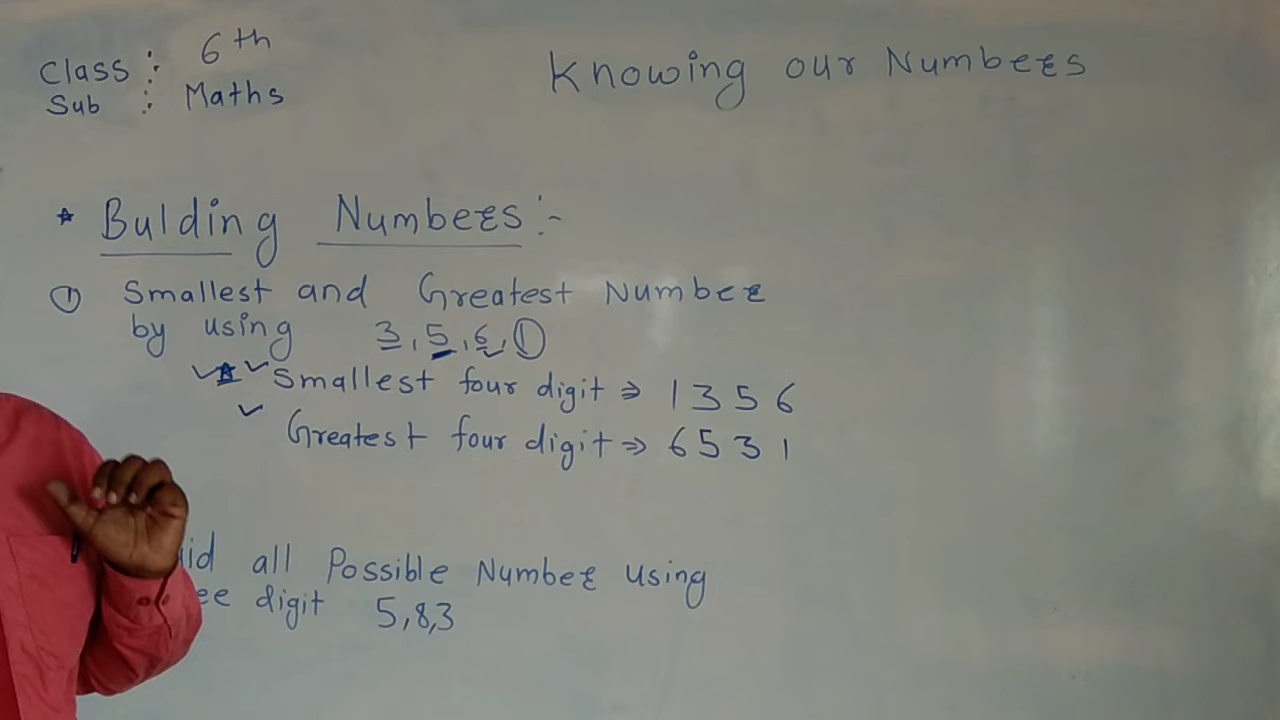 Class : 6th
Sub : Maths
Knowing our Numbers
* Bulding Numbers :-
① Smallest and Greatest Number
by using 3, 5, 6, ①
✓★✓ Smallest four digit ⇒ 1 3 5 6
✓ Greatest four digit ⇒ 6 5 3 1
all Possible Number Using
digit 5,8,3